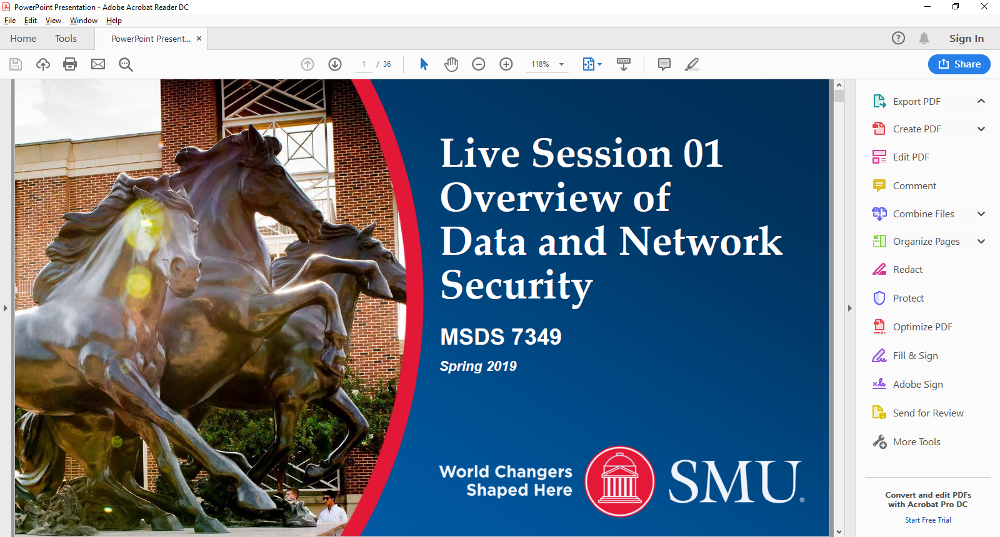 PowerPoint Presentation - Adobe Acrobat Reader DC
File Edit View Window Help
Home Tools PowerPoint Present... × ? Sign In
1 / 36 118% Share
Live Session 01
Overview of
Data and Network
Security
MSDS 7349
Spring 2019
World Changers
Shaped Here
SMU®
Export PDF
Create PDF
Edit PDF
Comment
Combine Files
Organize Pages
Redact
Protect
Optimize PDF
Fill & Sign
Adobe Sign
Send for Review
More Tools
Convert and edit PDFs
with Acrobat Pro DC
Start Free Trial